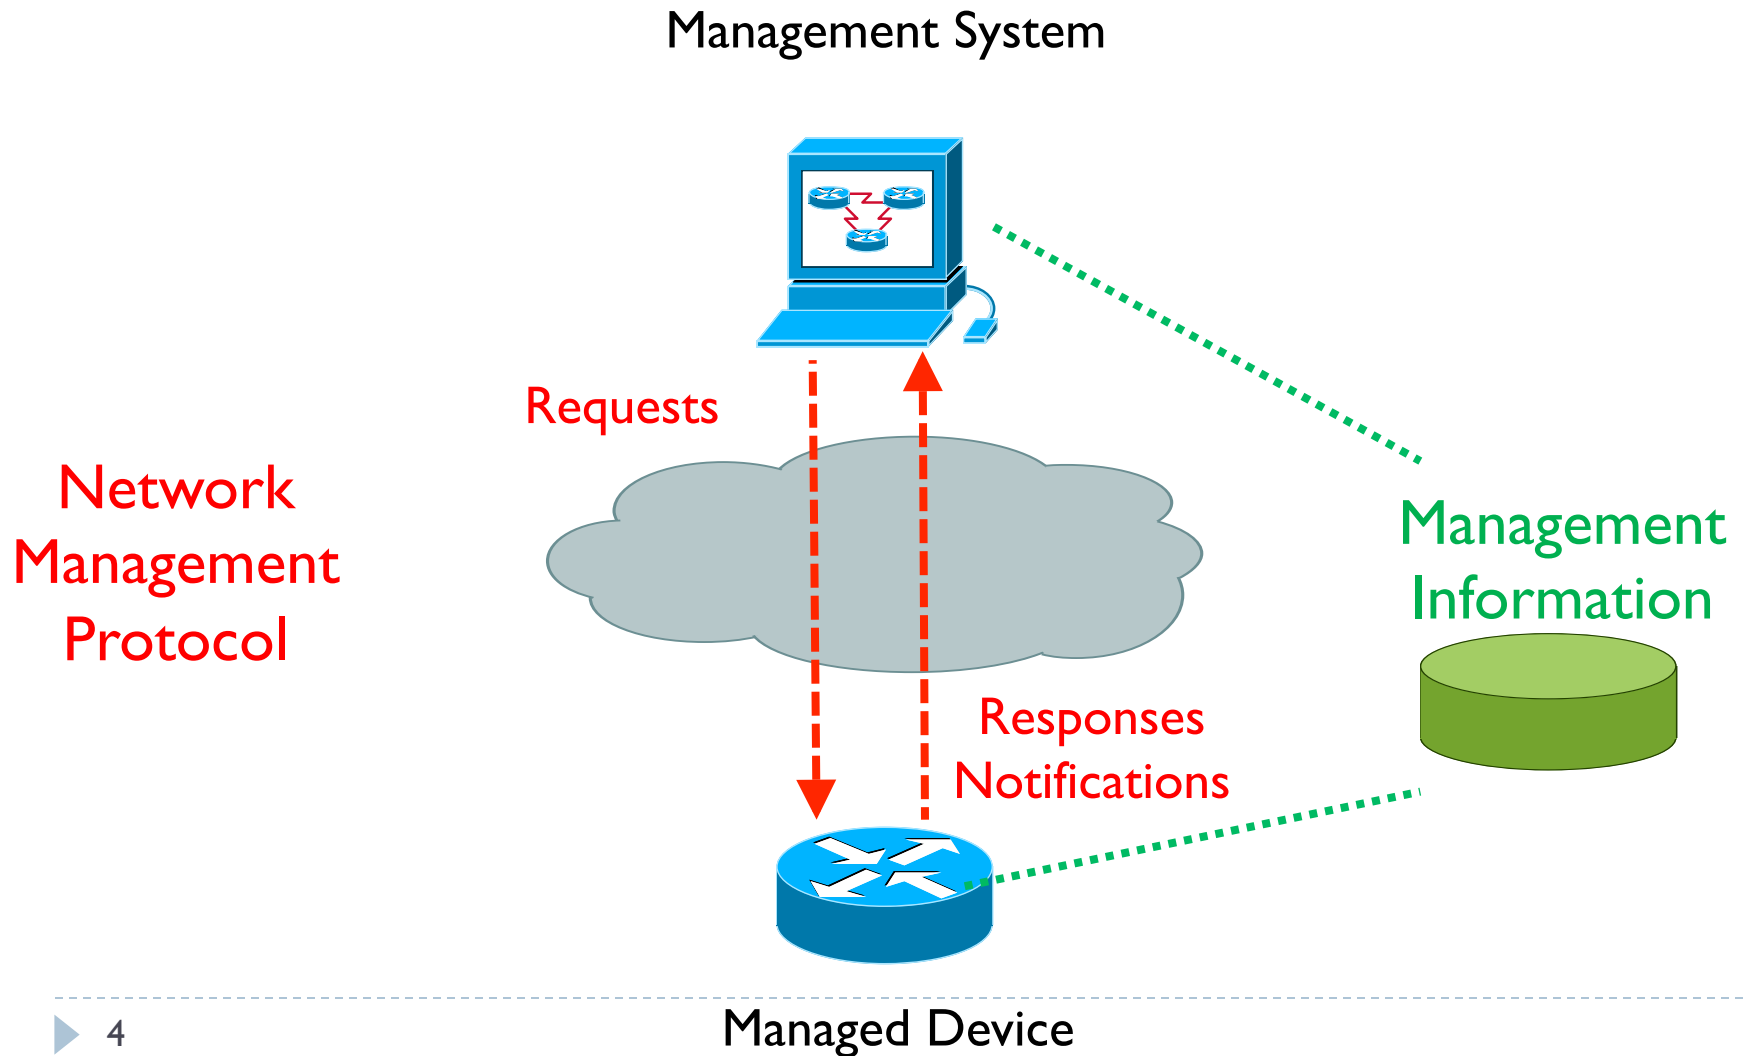 Management System
Requests
Network
Management
Protocol
Management
Information
Responses
Notifications
4
Managed Device